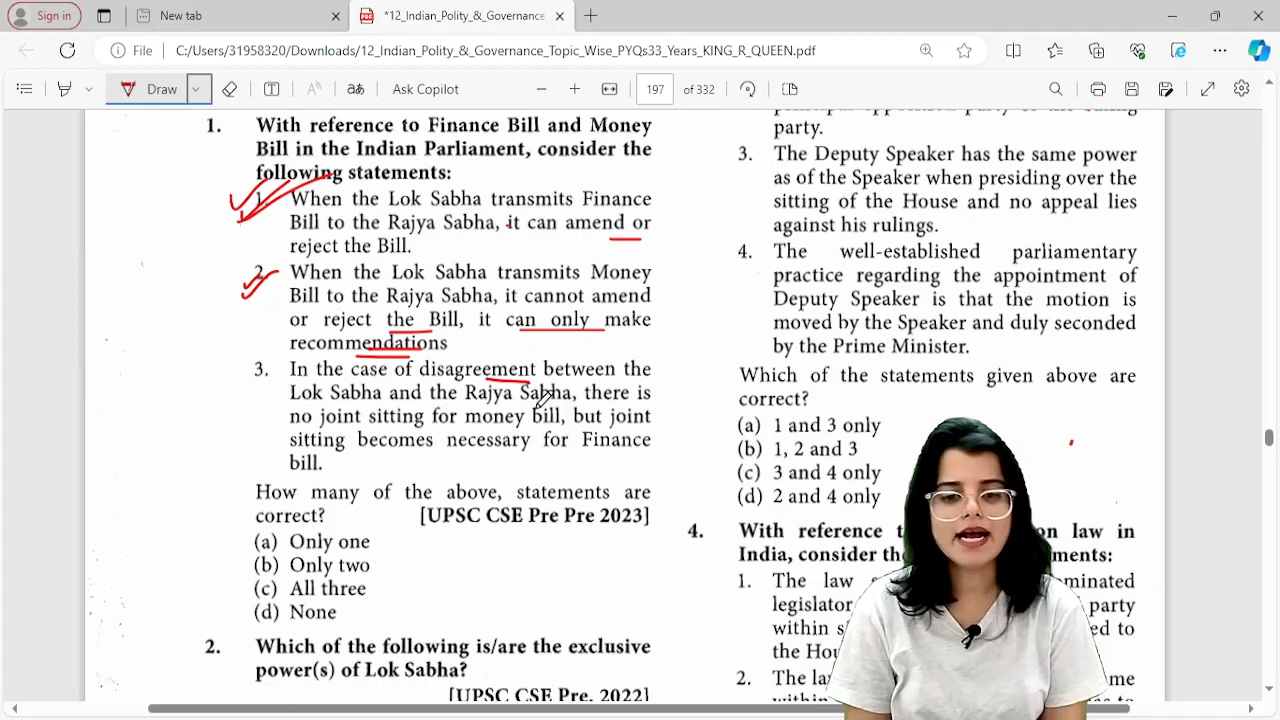 Sign in
New tab
*12_Indian_Polity_&_Governance
File
C:/Users/31958320/Downloads/12_Indian_Polity_&_Governance_Topic_Wise_PYQs33_Years_KING_R_QUEEN.pdf
Draw
Ask Copilot
197 of 332
1. With reference to Finance Bill and Money
Bill in the Indian Parliament, consider the
following statements:
1. When the Lok Sabha transmits Finance
Bill to the Rajya Sabha, it can amend or
reject the Bill.
2. When the Lok Sabha transmits Money
Bill to the Rajya Sabha, it cannot amend
or reject the Bill, it can only make
recommendations
3. In the case of disagreement between the
Lok Sabha and the Rajya Sabha, there is
no joint sitting for money bill, but joint
sitting becomes necessary for Finance
bill.
How many of the above, statements are
correct? [UPSC CSE Pre Pre 2023]
(a) Only one
(b) Only two
(c) All three
(d) None
2. Which of the following is/are the exclusive
power(s) of Lok Sabha?
[UPSC CSE Pre, 2022]
principal opposition party or the ruling
party.
3. The Deputy Speaker has the same power
as of the Speaker when presiding over the
sitting of the House and no appeal lies
against his rulings.
4. The well-established parliamentary
practice regarding the appointment of
Deputy Speaker is that the motion is
moved by the Speaker and duly seconded
by the Prime Minister.
Which of the statements given above are
correct?
(a) 1 and 3 only
(b) 1, 2 and 3
(c) 3 and 4 only
(d) 2 and 4 only
4. With reference on law in
India, consider
1. The law
legislator party
within to
the
2. The me